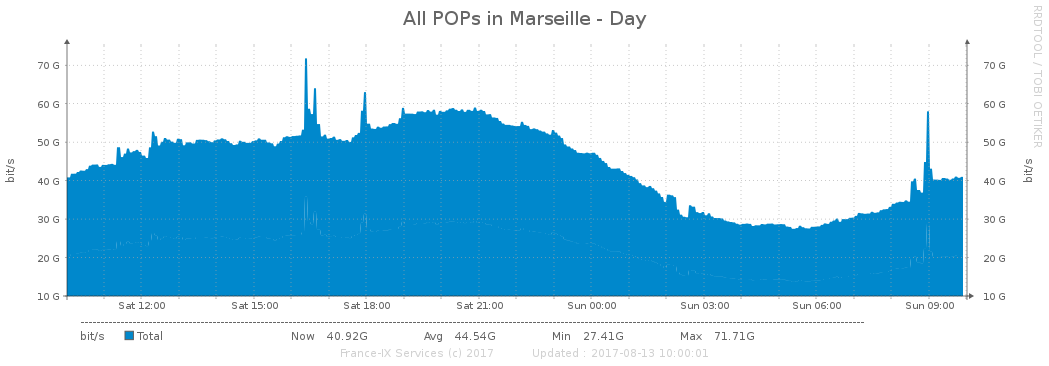 All POPs in Marseille - Day
RRDTOOL / TOBI OETIKER
bit/s
70 G
60 G
50 G
40 G
30 G
20 G
10 G
70 G
60 G
50 G
40 G
30 G
20 G
10 G
bit/s
Sat 12:00 Sat 15:00 Sat 18:00 Sat 21:00 Sun 00:00 Sun 03:00 Sun 06:00 Sun 09:00
bit/s Total Now 40.92G Avg 44.54G Min 27.41G Max 71.71G
France-IX Services (c) 2017 Updated : 2017-08-13 10:00:01